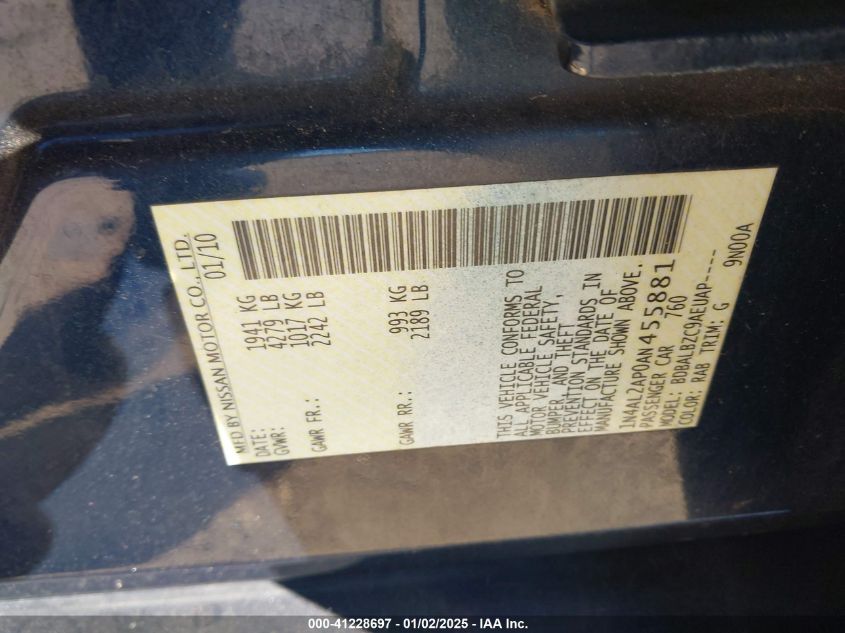 MFD BY NISSAN MOTOR CO., LTD.
DATE: 01/10
GVWR: 1941 KG
4279 LB
GAWR FR.: 1017 KG
2242 LB
GAWR RR.: 993 KG
2189 LB
THIS VEHICLE CONFORMS TO
ALL APPLICABLE FEDERAL
MOTOR VEHICLE SAFETY,
BUMPER, AND THEFT
PREVENTION STANDARDS IN
EFFECT ON THE DATE OF
MANUFACTURE SHOWN ABOVE.
1N4AL2AP0AN455881
PASSENGER CAR 760
MODEL: BDBALBZC9AEUAP----
COLOR: RAB TRIM: G 9N00A
000-41228697 - 01/02/2025 - IAA Inc.